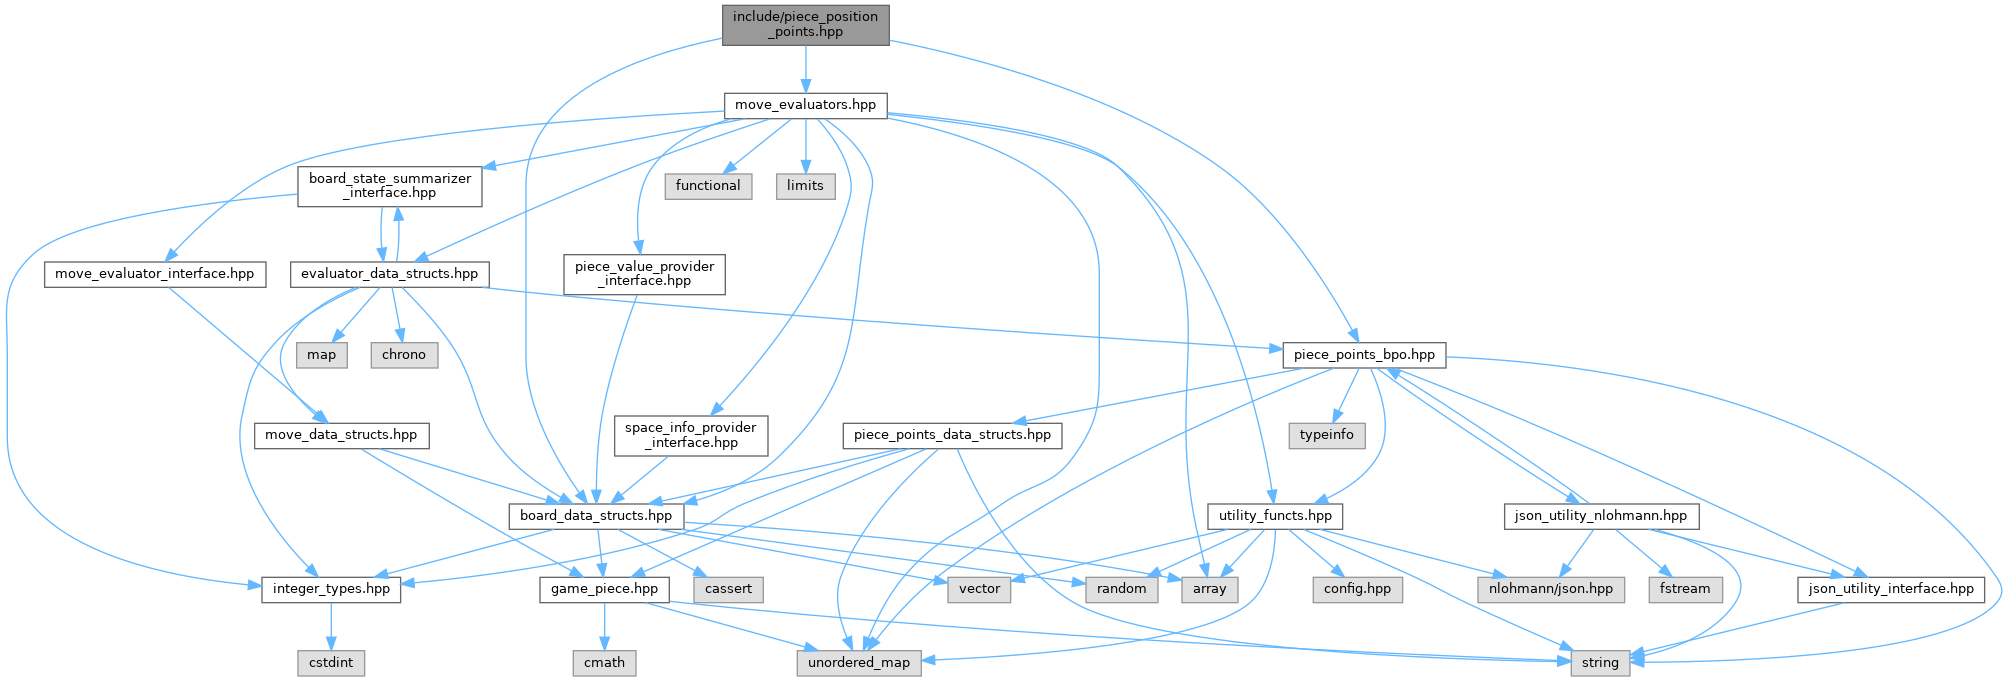 include/piece_position
_points.hpp
move_evaluators.hpp
board_state_summarizer
_interface.hpp
functional
limits
move_evaluator_interface.hpp
evaluator_data_structs.hpp
piece_value_provider
_interface.hpp
map
chrono
piece_points_bpo.hpp
move_data_structs.hpp
space_info_provider
_interface.hpp
piece_points_data_structs.hpp
typeinfo
board_data_structs.hpp
utility_functs.hpp
json_utility_nlohmann.hpp
integer_types.hpp
game_piece.hpp
cassert
vector
random
array
config.hpp
nlohmann/json.hpp
fstream
json_utility_interface.hpp
cstdint
cmath
unordered_map
string